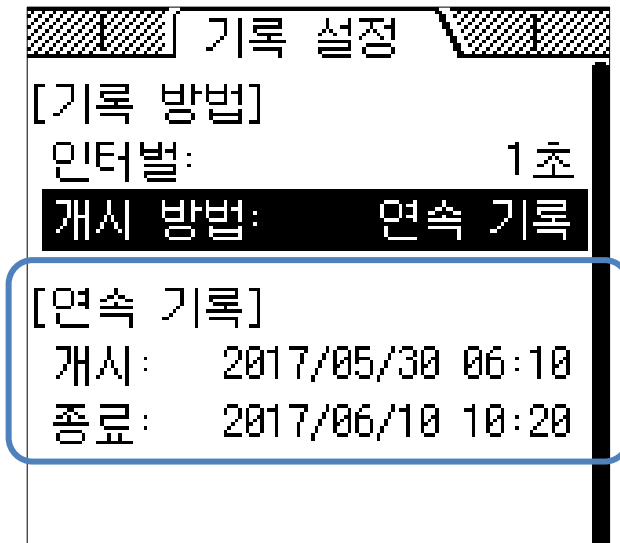 기록 설정
[기록 방법]
인터벌: 1초
개시 방법: 연속 기록
[연속 기록]
개시: 2017/05/30 06:10
종료: 2017/06/10 10:20